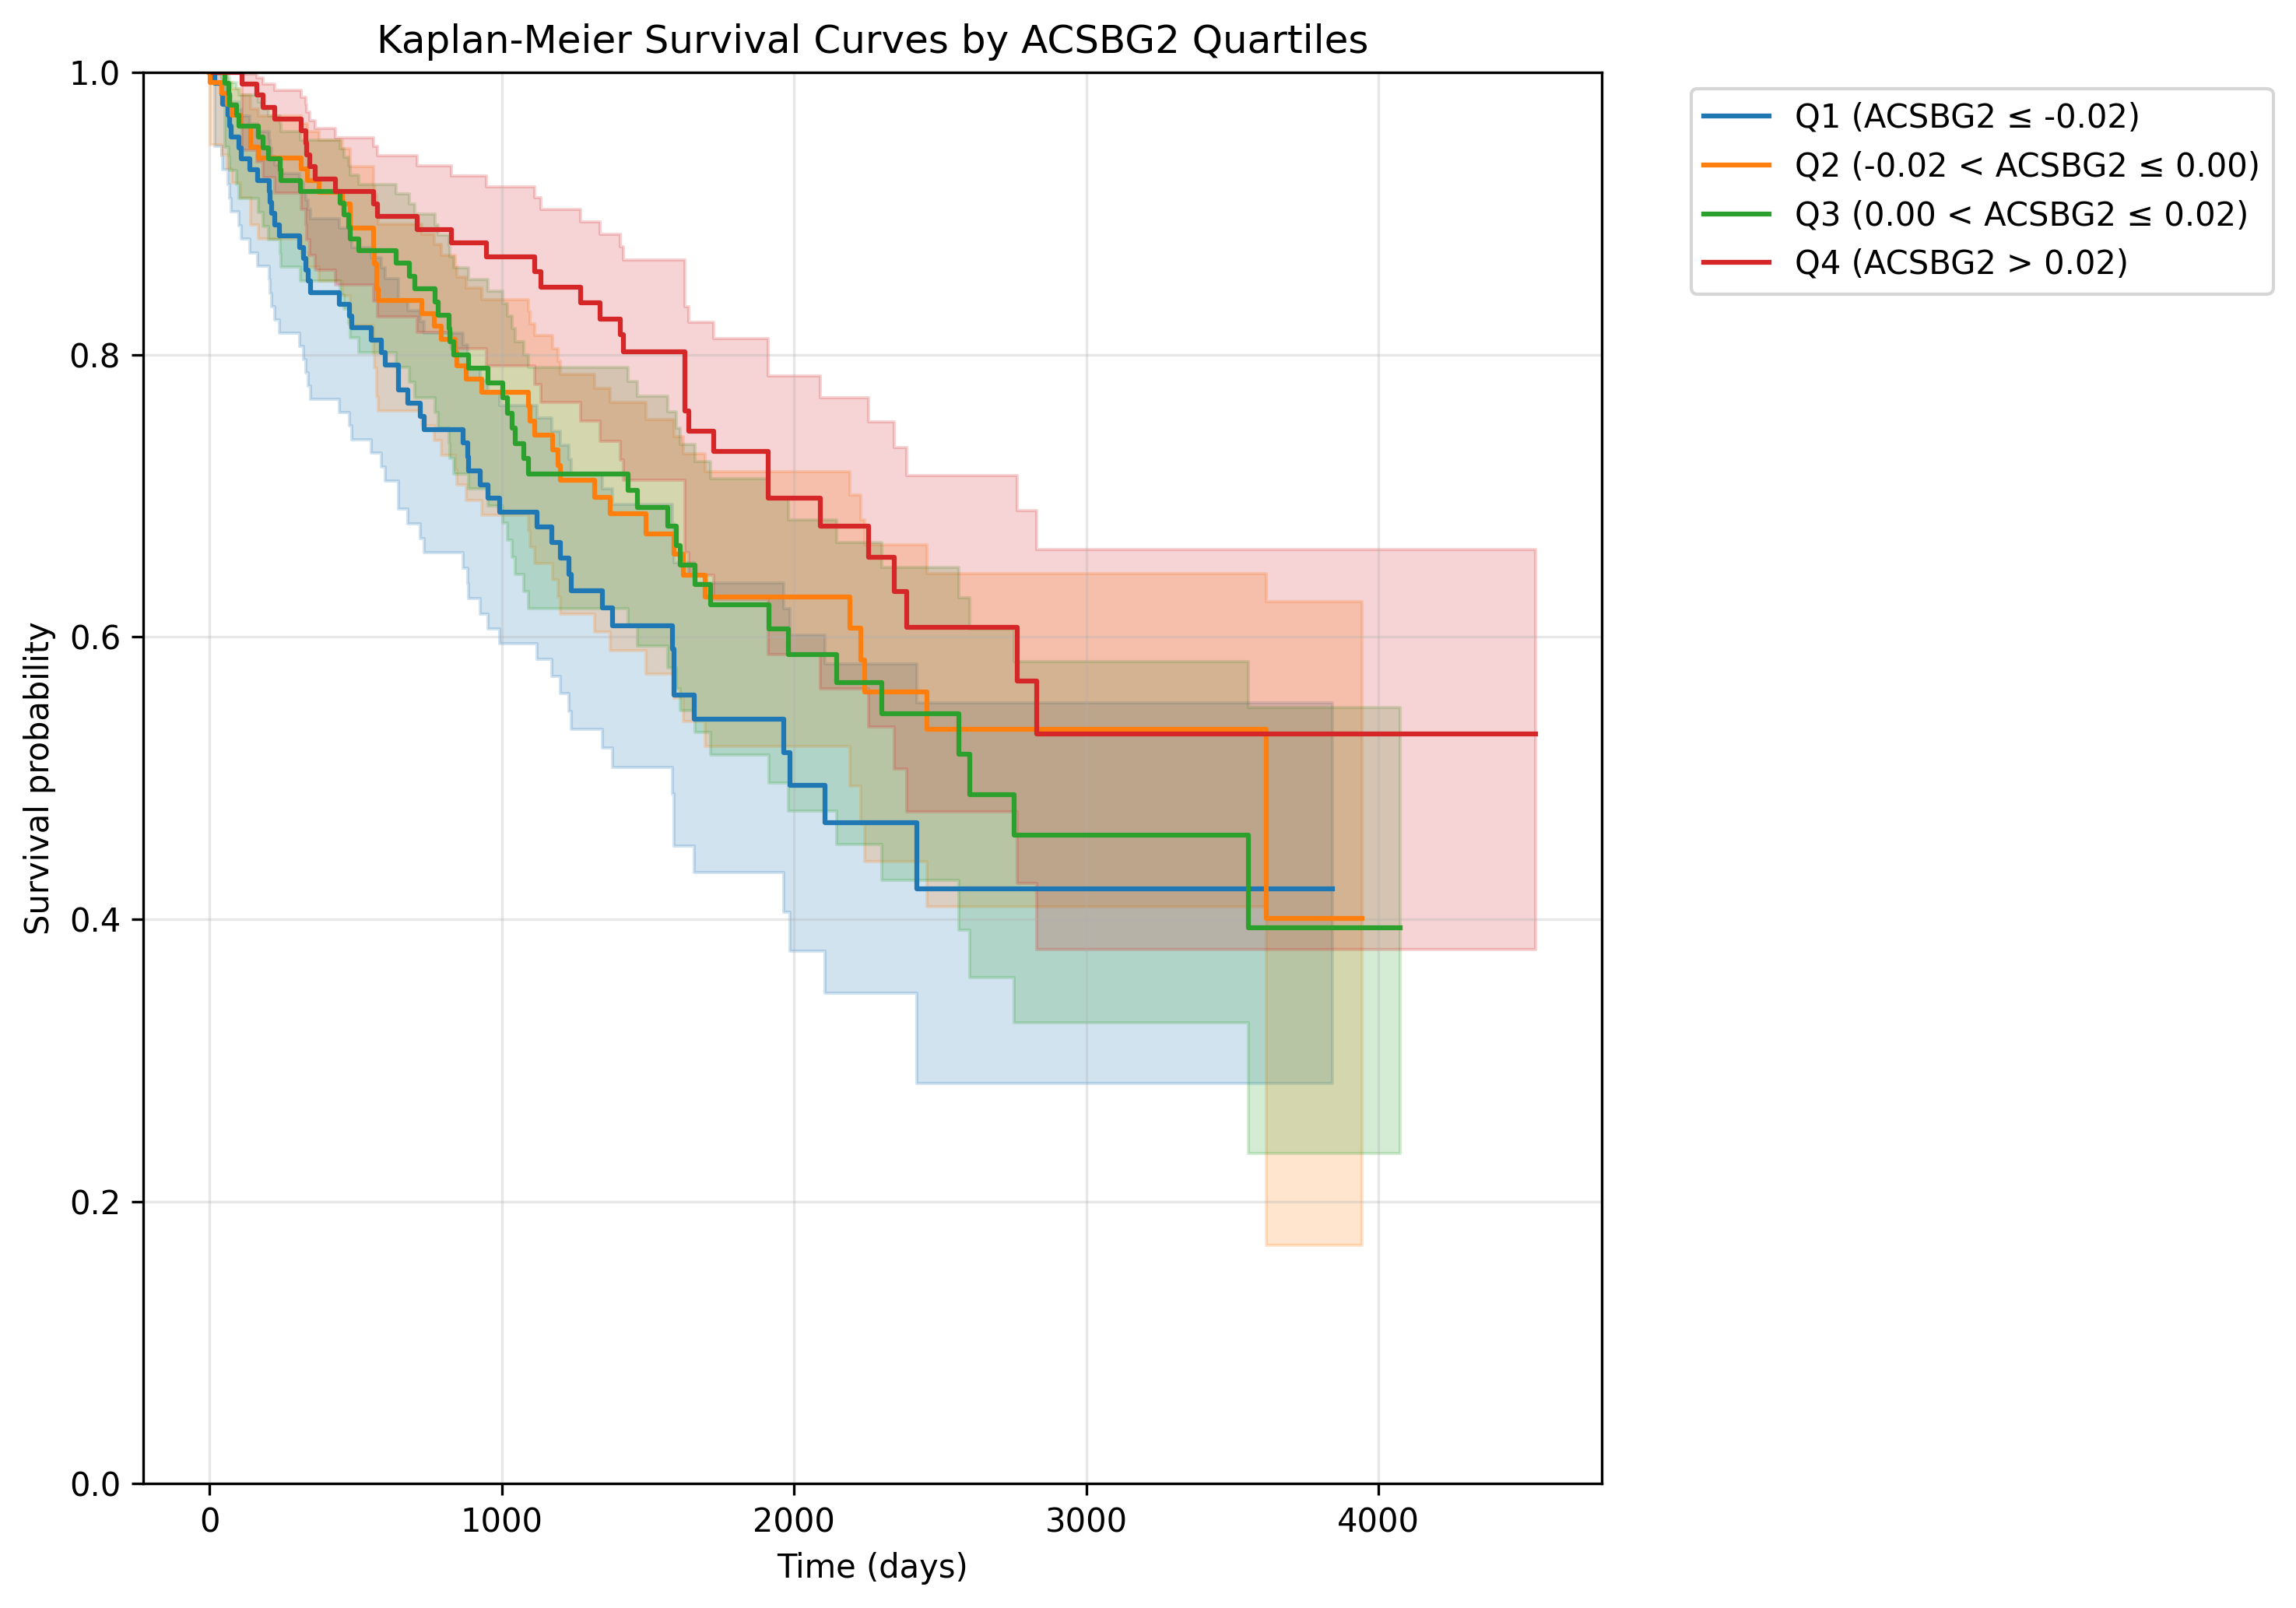 Kaplan-Meier Survival Curves by ACSBG2 Quartiles
Q1 (ACSBG2 ≤ -0.02)
Q2 (-0.02 < ACSBG2 ≤ 0.00)
Q3 (0.00 < ACSBG2 ≤ 0.02)
Q4 (ACSBG2 > 0.02)
Survival probability
1.0
0.8
0.6
0.4
0.2
0.0
0 1000 2000 3000 4000
Time (days)